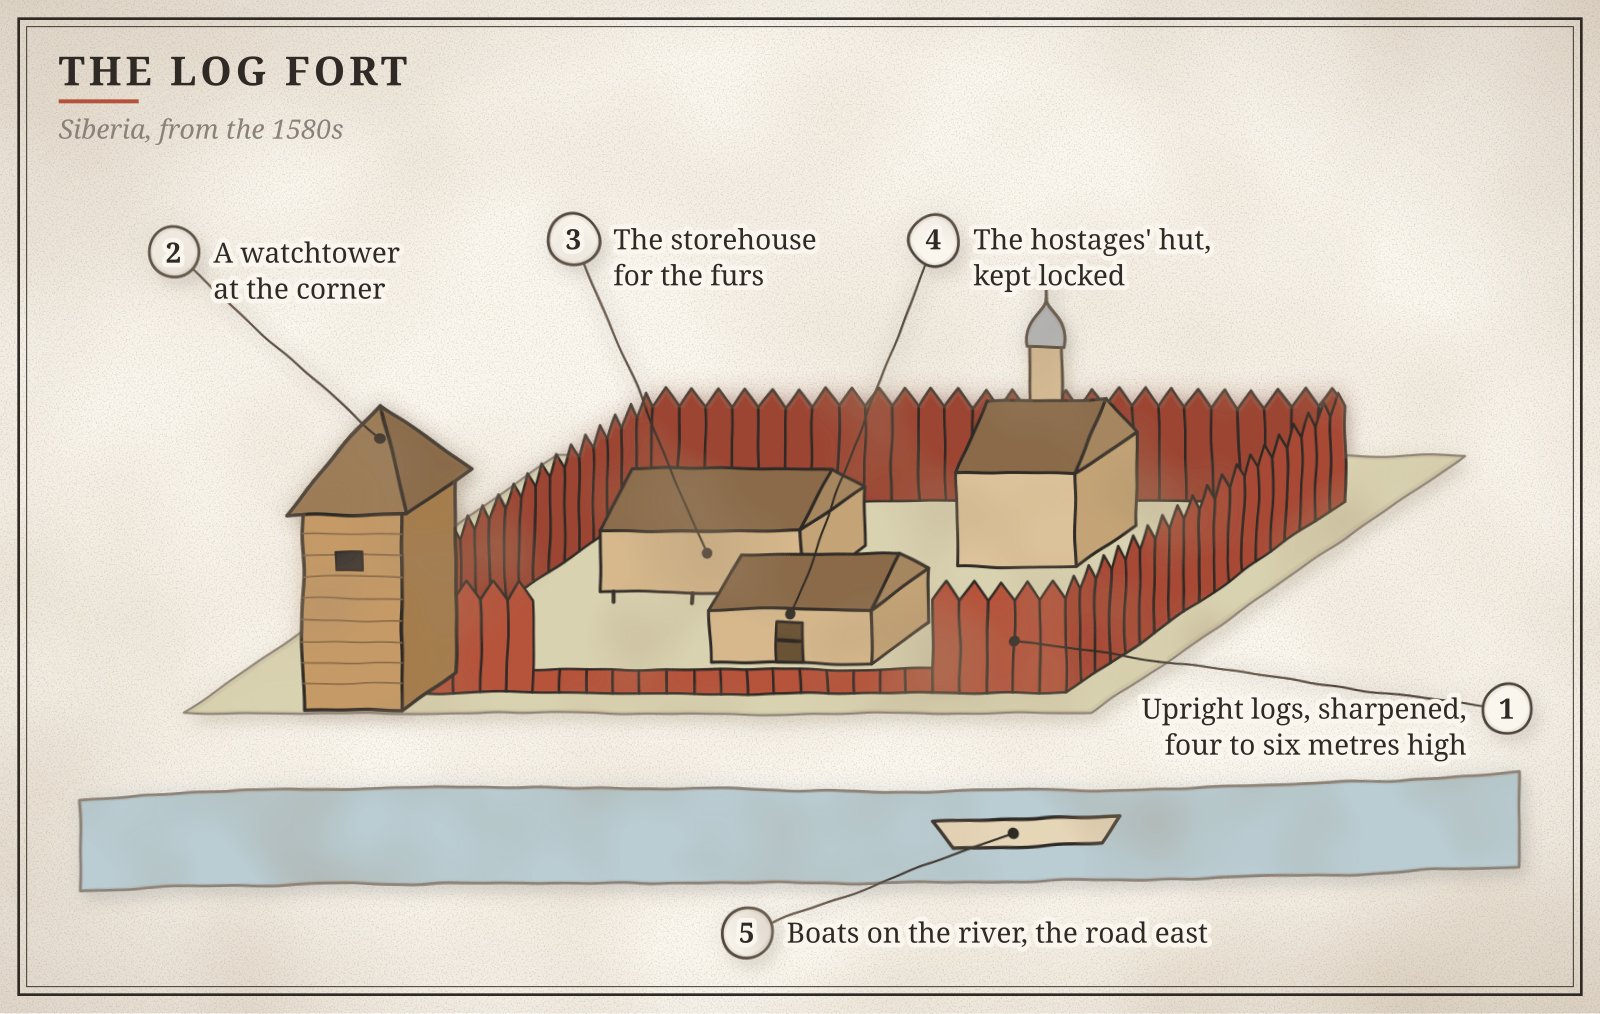 THE LOG FORT
Siberia, from the 1580s
2 A watchtower
at the corner
3 The storehouse
for the furs
4 The hostages' hut,
kept locked
Upright logs, sharpened, 1
four to six metres high
5 Boats on the river, the road east